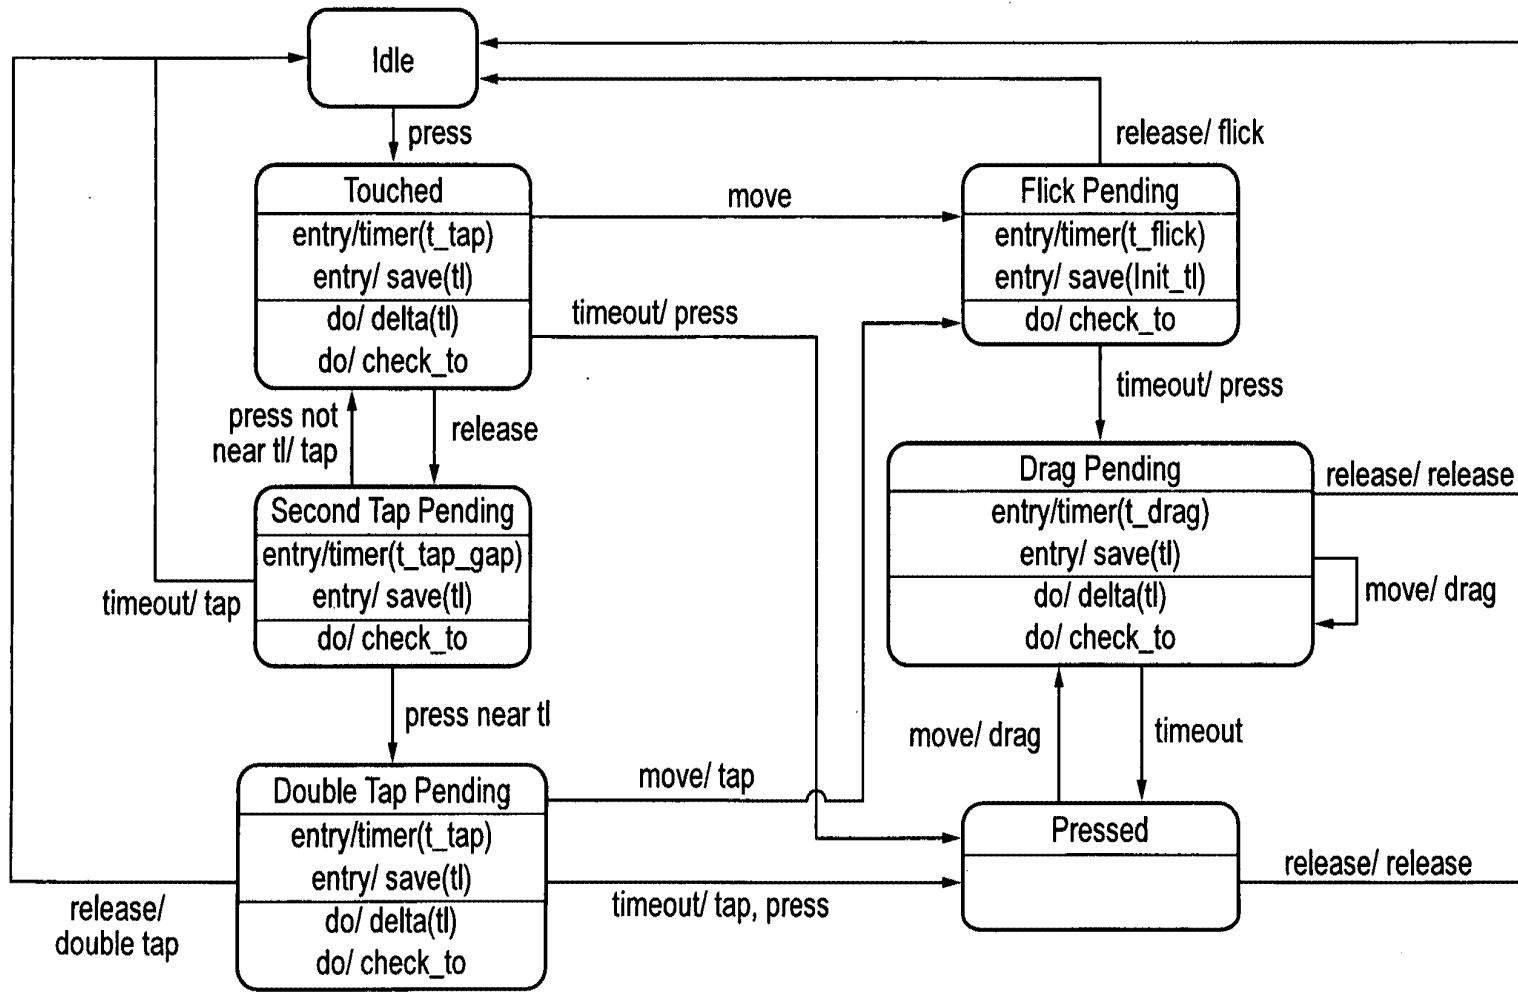 Idle
press
release/ flick
Touched
entry/timer(t_tap)
entry/ save(tl)
do/ delta(tl)
do/ check_to
move
Flick Pending
entry/timer(t_flick)
entry/ save(Init_tl)
do/ check_to
timeout/ press
timeout/ press
press not
near tl/ tap
release
Second Tap Pending
entry/timer(t_tap_gap)
entry/ save(tl)
do/ check_to
timeout/ tap
Drag Pending
entry/timer(t_drag)
entry/ save(tl)
do/ delta(tl)
do/ check_to
release/ release
move/ drag
press near tl
move/ drag
timeout
Double Tap Pending
entry/timer(t_tap)
entry/ save(tl)
do/ delta(tl)
do/ check_to
move/ tap
timeout/ tap, press
release/
double tap
Pressed
release/ release